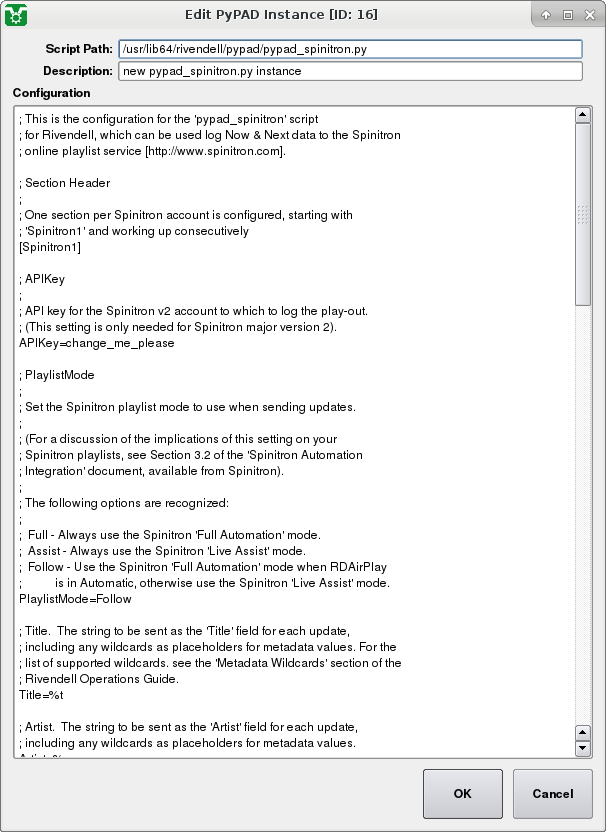 Edit PyPAD Instance [ID: 16]
Script Path: /usr/lib64/rivendell/pypad/pypad_spinitron.py
Description: new pypad_spinitron.py instance
Configuration
; This is the configuration for the 'pypad_spinitron' script
; for Rivendell, which can be used log Now & Next data to the Spinitron
; online playlist service [http://www.spinitron.com].
; Section Header
;
; One section per Spinitron account is configured, starting with
; 'Spinitron1' and working up consecutively
[Spinitron1]
; APIKey
;
; API key for the Spinitron v2 account to which to log the play-out.
; (This setting is only needed for Spinitron major version 2).
APIKey=change_me_please
; PlaylistMode
;
; Set the Spinitron playlist mode to use when sending updates.
;
; (For a discussion of the implications of this setting on your
; Spinitron playlists, see Section 3.2 of the 'Spinitron Automation
; Integration' document, available from Spinitron).
;
; The following options are recognized:
;
; Full - Always use the Spinitron 'Full Automation' mode.
; Assist - Always use the Spinitron 'Live Assist' mode.
; Follow - Use the Spinitron 'Full Automation' mode when RDAirPlay
; is in Automatic, otherwise use the Spinitron 'Live Assist' mode.
PlaylistMode=Follow
; Title. The string to be sent as the 'Title' field for each update,
; including any wildcards as placeholders for metadata values. For the
; list of supported wildcards. see the 'Metadata Wildcards' section of the
; Rivendell Operations Guide.
Title=%t
; Artist. The string to be sent as the 'Artist' field for each update,
; including any wildcards as placeholders for metadata values.
OK
Cancel